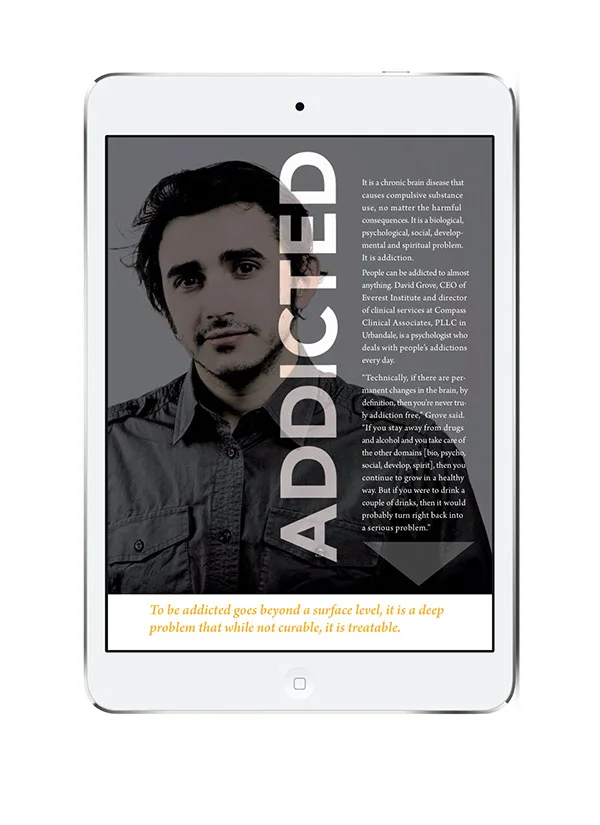 ADDICTED
It is a chronic brain disease that
causes compulsive substance
use, no matter the harmful
consequences. It is a biological,
psychological, social, develop-
mental and spiritual problem.
It is addiction.
People can be addicted to almost
anything. David Grove, CEO of
Everest Institute and director
of clinical services at Compass
Clinical Associates, PLLC in
Urbandale, is a psychologist who
deals with people's addictions
every day.
"Technically, if there are per-
manent changes in the brain, by
definition, then you're never tru-
ly addiction free," Grove said.
"If you stay away from drugs
and alcohol and you take care of
the other domains [bio, psycho,
social, develop, spirit], then you
continue to grow in a healthy
way. But if you were to drink a
couple of drinks, then it would
probably turn right back into
a serious problem."
To be addicted goes beyond a surface level, it is a deep
problem that while not curable, it is treatable.